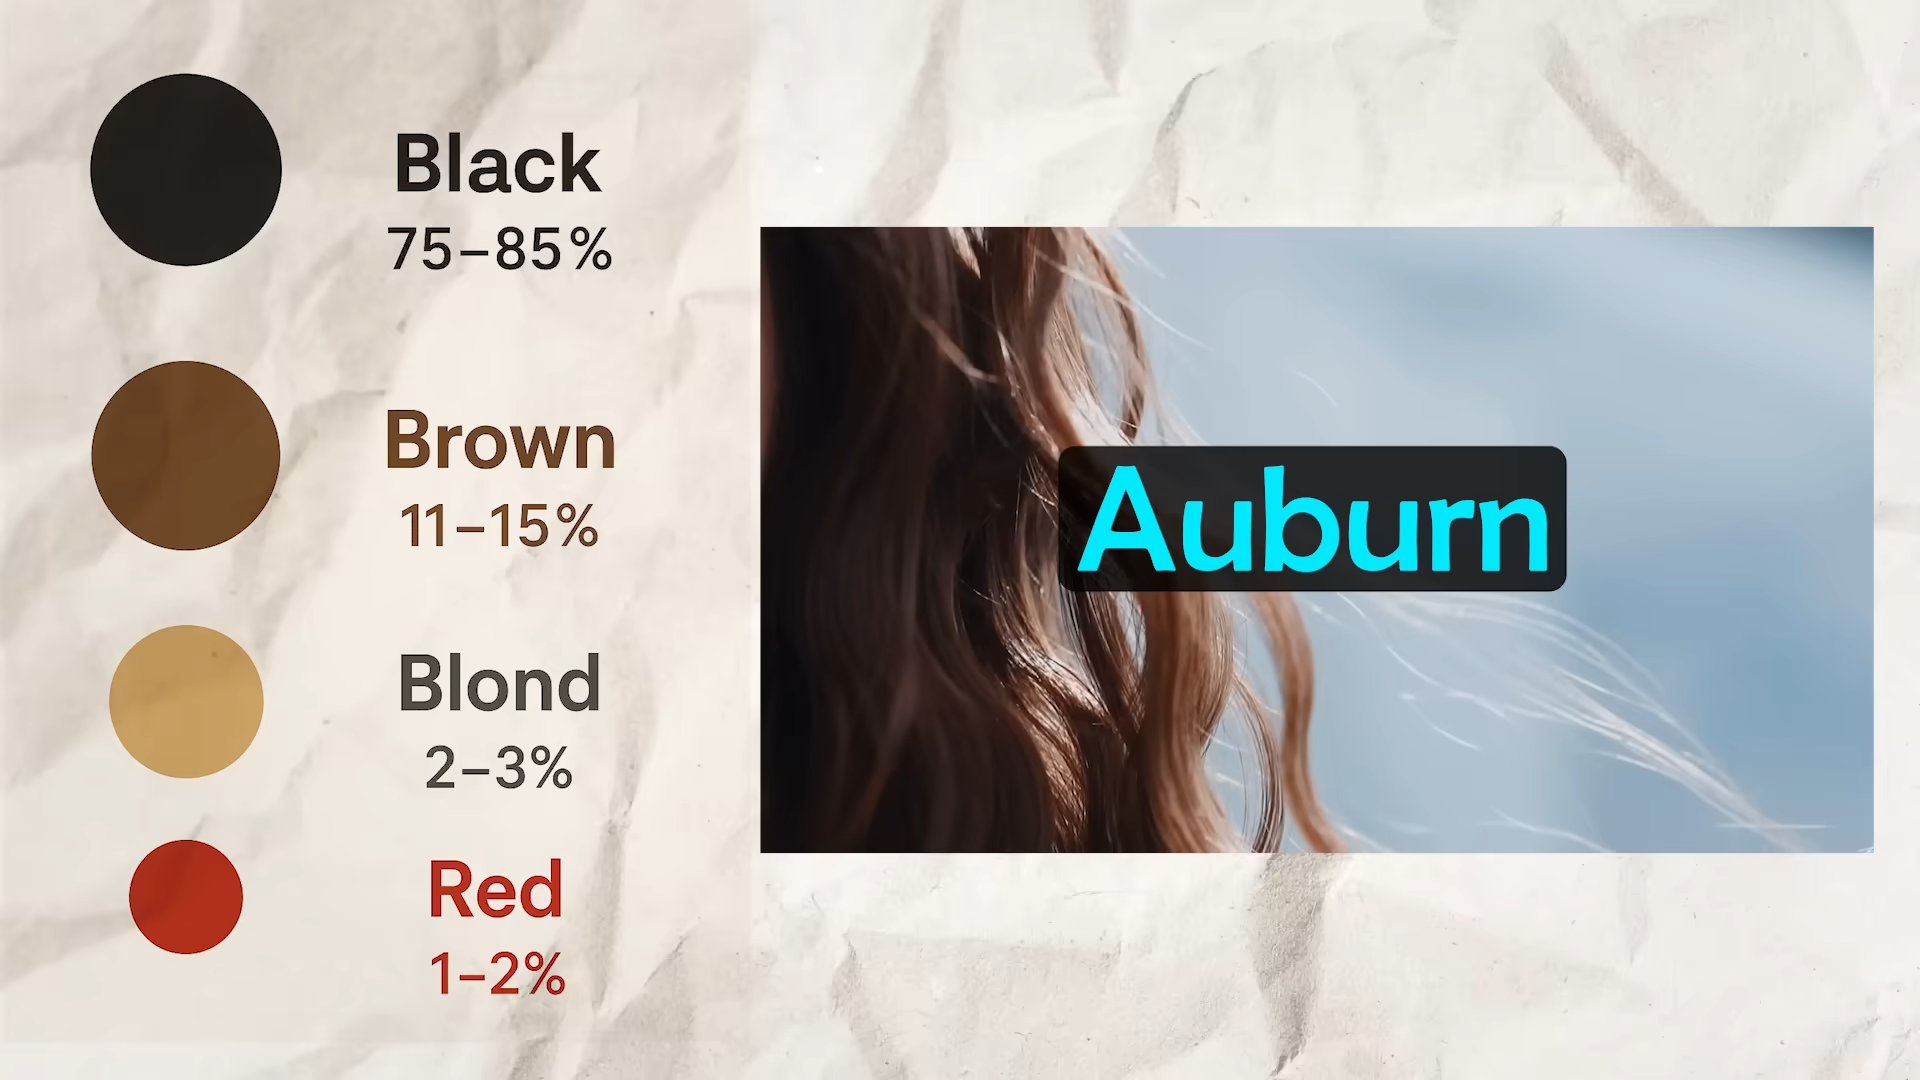 Black
75–85%
Brown
11–15%
Blond
2–3%
Red
1–2%
Auburn